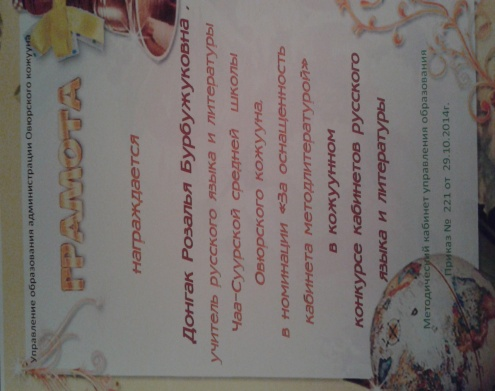 Управление образования администрации Овюрского кожууна
ГРАМОТА
награждается
Донгак Розалья Бурбужуковна ,
учитель русского языка и литературы
Чаа-Суурской средней школы
Овюрского кожууна.
в номинации «За оснащенность
кабинета методлитературой»
в кожуунном
конкурсе кабинетов русского
языка и литературы
Методический кабинет управления образования
Приказ № 221 от 29.10.2014г.